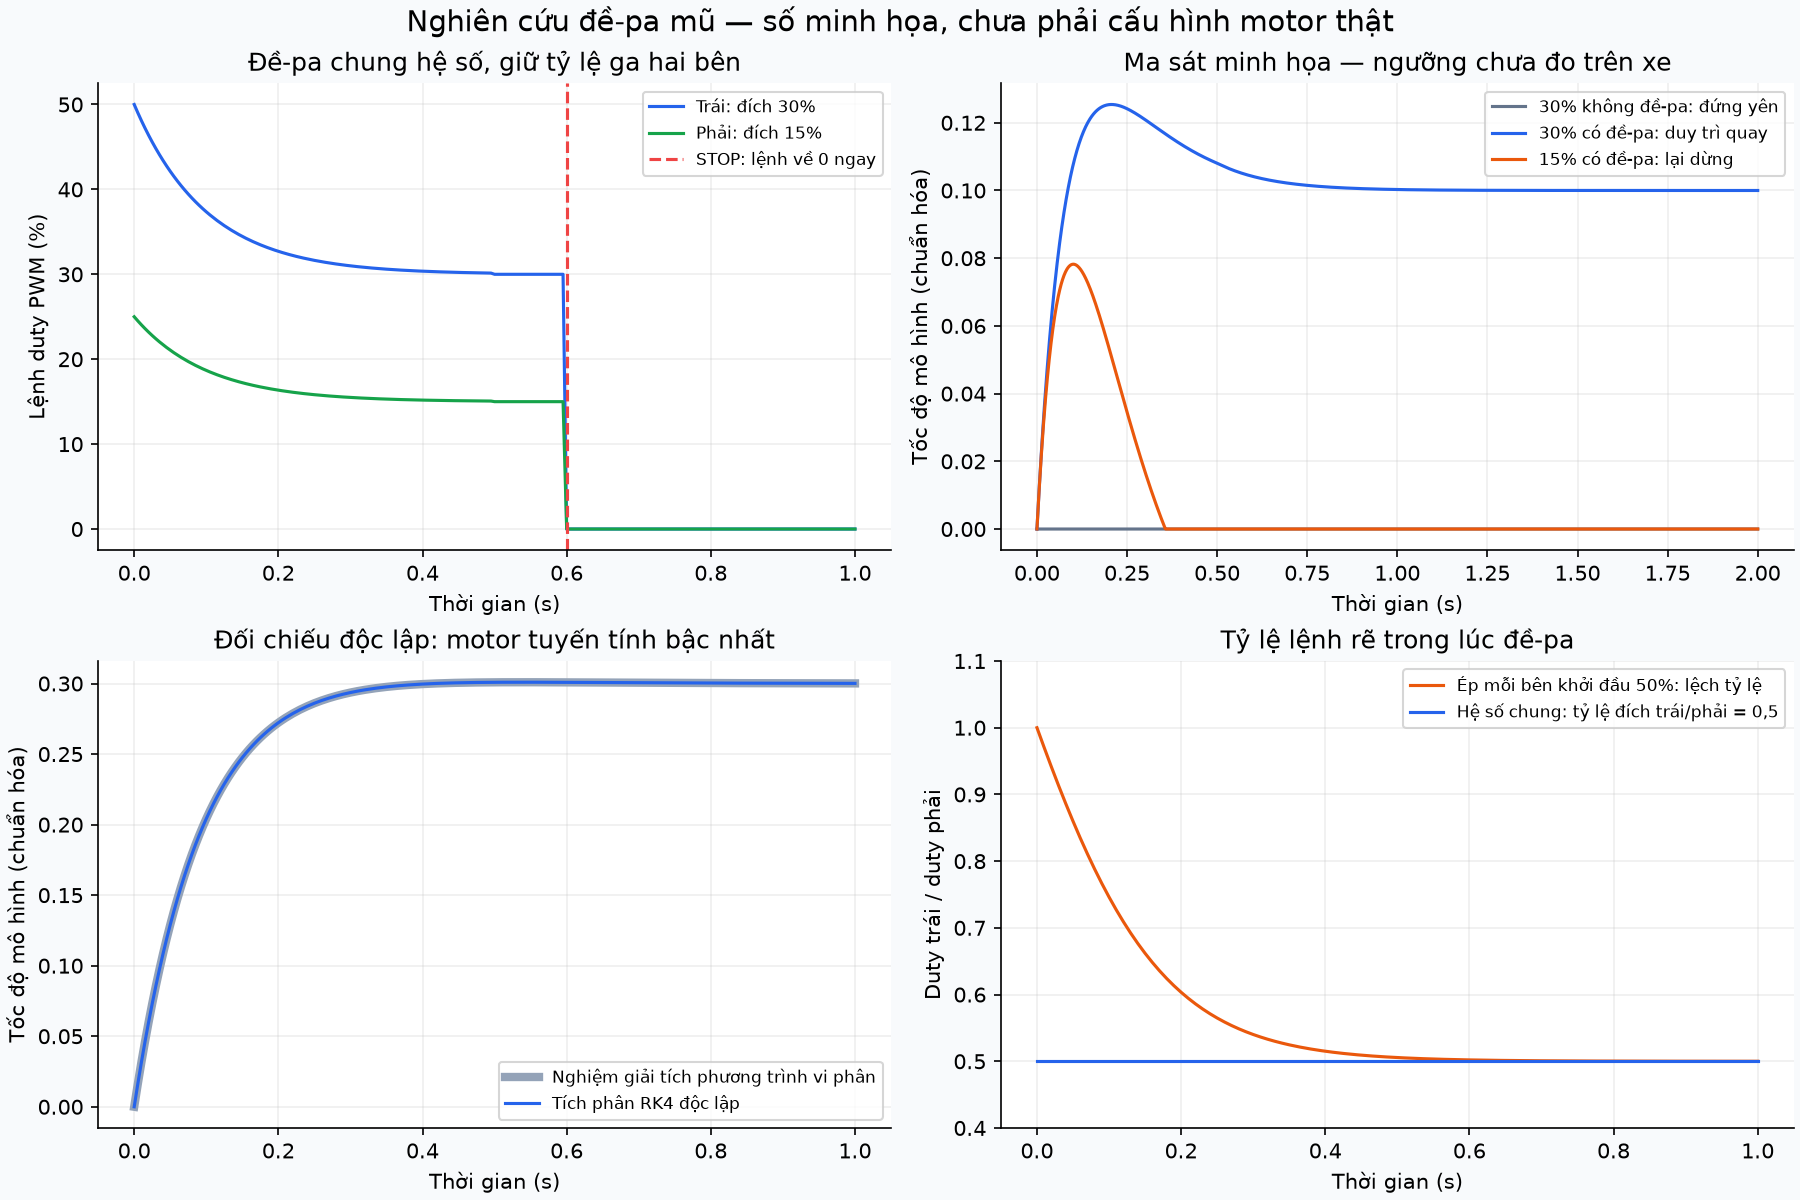 Nghiên cứu đề-pa mũ — số minh họa, chưa phải cấu hình motor thật
Đề-pa chung hệ số, giữ tỷ lệ ga hai bên
Lệnh duty PWM (%)
50
40
30
20
10
0
Trái: đích 30%
Phải: đích 15%
STOP: lệnh về 0 ngay
0.0 0.2 0.4 0.6 0.8 1.0
Thời gian (s)
Ma sát minh họa — ngưỡng chưa đo trên xe
Tốc độ mô hình (chuẩn hóa)
0.12
0.10
0.08
0.06
0.04
0.02
0.00
30% không đề-pa: đứng yên
30% có đề-pa: duy trì quay
15% có đề-pa: lại dừng
0.00 0.25 0.50 0.75 1.00 1.25 1.50 1.75 2.00
Thời gian (s)
Đối chiếu độc lập: motor tuyến tính bậc nhất
Tốc độ mô hình (chuẩn hóa)
0.30
0.25
0.20
0.15
0.10
0.05
0.00
Nghiệm giải tích phương trình vi phân
Tích phân RK4 độc lập
0.0 0.2 0.4 0.6 0.8 1.0
Thời gian (s)
Tỷ lệ lệnh rẽ trong lúc đề-pa
Duty trái / duty phải
1.1
1.0
0.9
0.8
0.7
0.6
0.5
0.4
Ép mỗi bên khởi đầu 50%: lệch tỷ lệ
Hệ số chung: tỷ lệ đích trái/phải = 0,5
0.0 0.2 0.4 0.6 0.8 1.0
Thời gian (s)